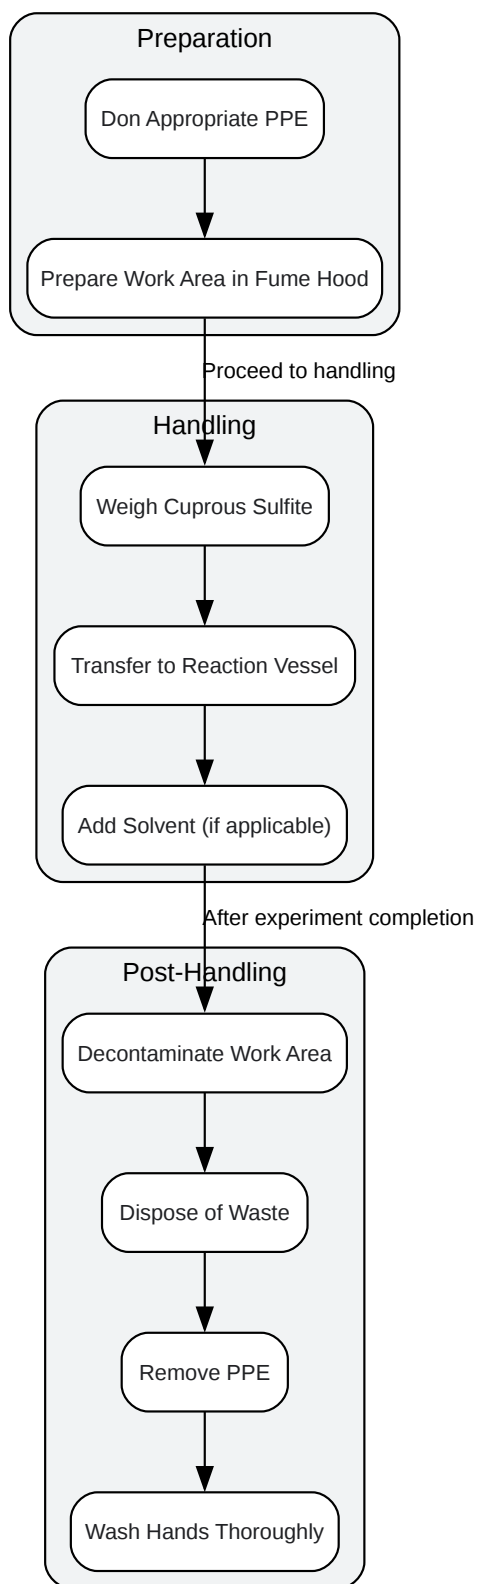 Preparation
Don Appropriate PPE
Prepare Work Area in Fume Hood
Proceed to handling
Handling
Weigh Cuprous Sulfite
Transfer to Reaction Vessel
Add Solvent (if applicable)
After experiment completion
Post-Handling
Decontaminate Work Area
Dispose of Waste
Remove PPE
Wash Hands Thoroughly